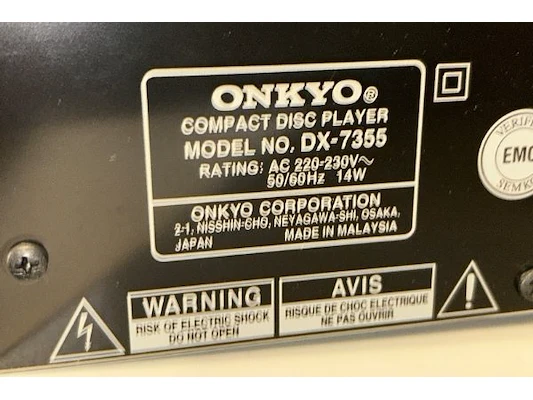 ONKYO®
COMPACT DISC PLAYER
MODEL NO. DX-7355
RATING: AC 220-230V~
50/60Hz 14W
ONKYO CORPORATION
2-1, NISSHIN-CHO, NEYAGAWA-SHI, OSAKA,
JAPAN MADE IN MALAYSIA
EMC
WARNING
RISK OF ELECTRIC SHOCK
DO NOT OPEN
AVIS
RISQUE DE CHOC ELECTRIQUE
NE PAS OUVRIR